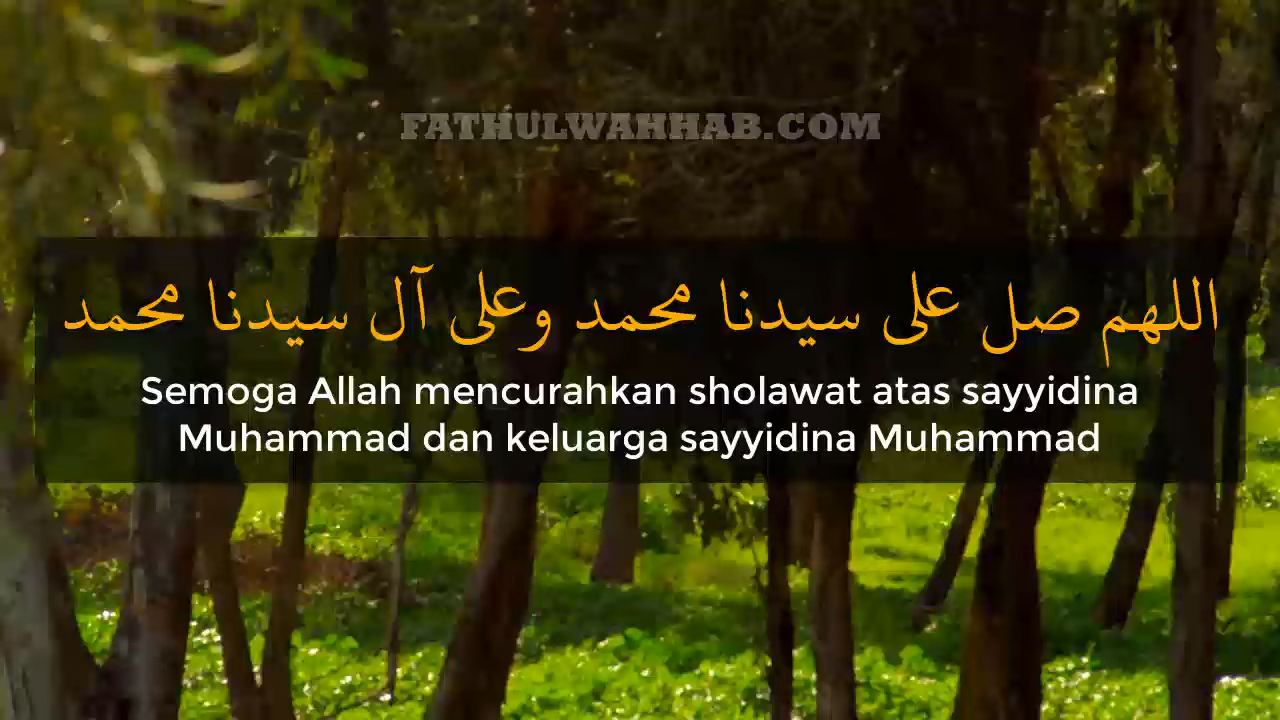 FATHULWAHHAB.COM
اللهم صل على سيدنا محمد وعلى آل سيدنا محمد
Semoga Allah mencurahkan sholawat atas sayyidina
Muhammad dan keluarga sayyidina Muhammad